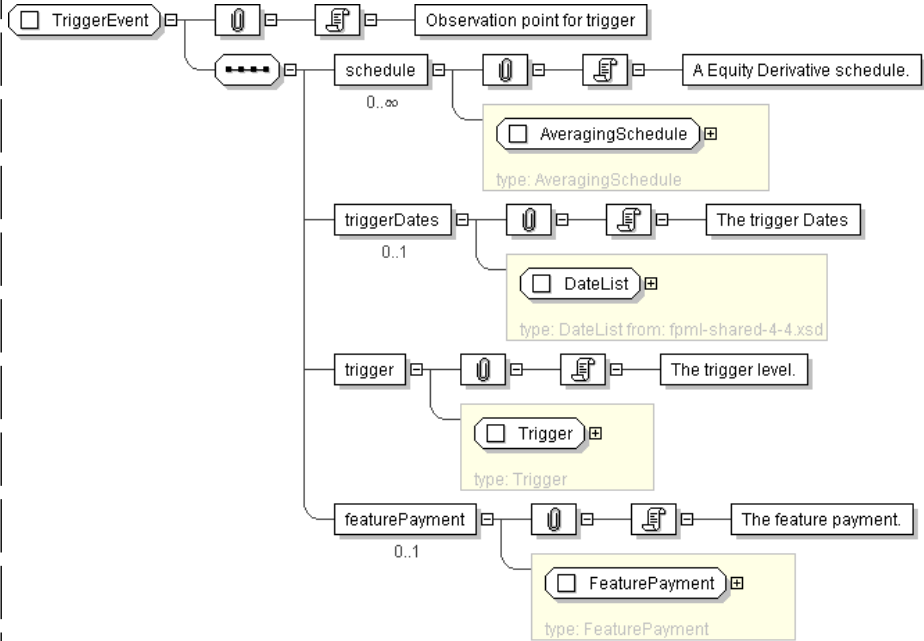 TriggerEvent
Observation point for trigger
schedule
A Equity Derivative schedule.
0..∞
AveragingSchedule
type: AveragingSchedule
triggerDates
The trigger Dates
0..1
DateList
type: DateList from: fpml-shared-4-4.xsd
trigger
The trigger level.
Trigger
type: Trigger
featurePayment
The feature payment.
0..1
FeaturePayment
type: FeaturePayment